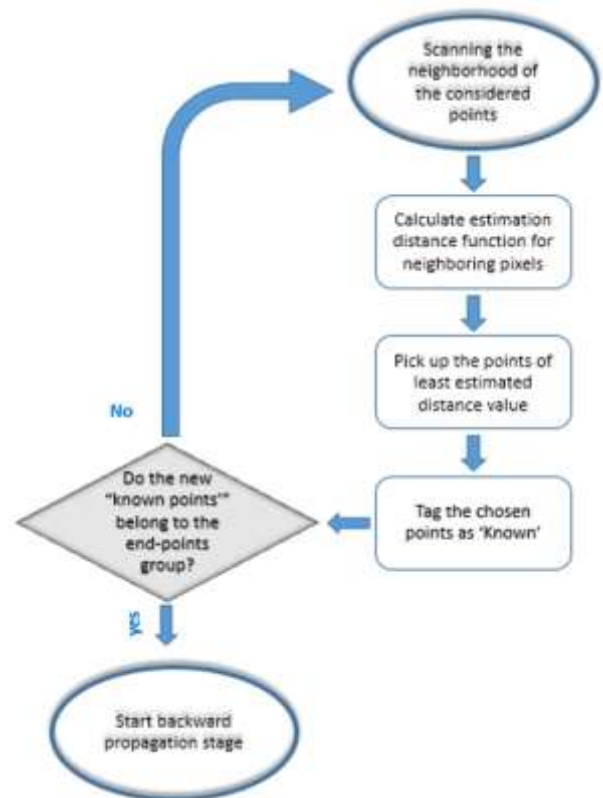 Scanning the
neighborhood of
the considered
points
Calculate estimation
distance function for
neighboring pixels
Pick up the points of
least estimated
distance value
Tag the chosen
points as ‘Known’
Do the new
“known points’”
belong to the
end-points
group?
No
yes
Start backward
propagation stage